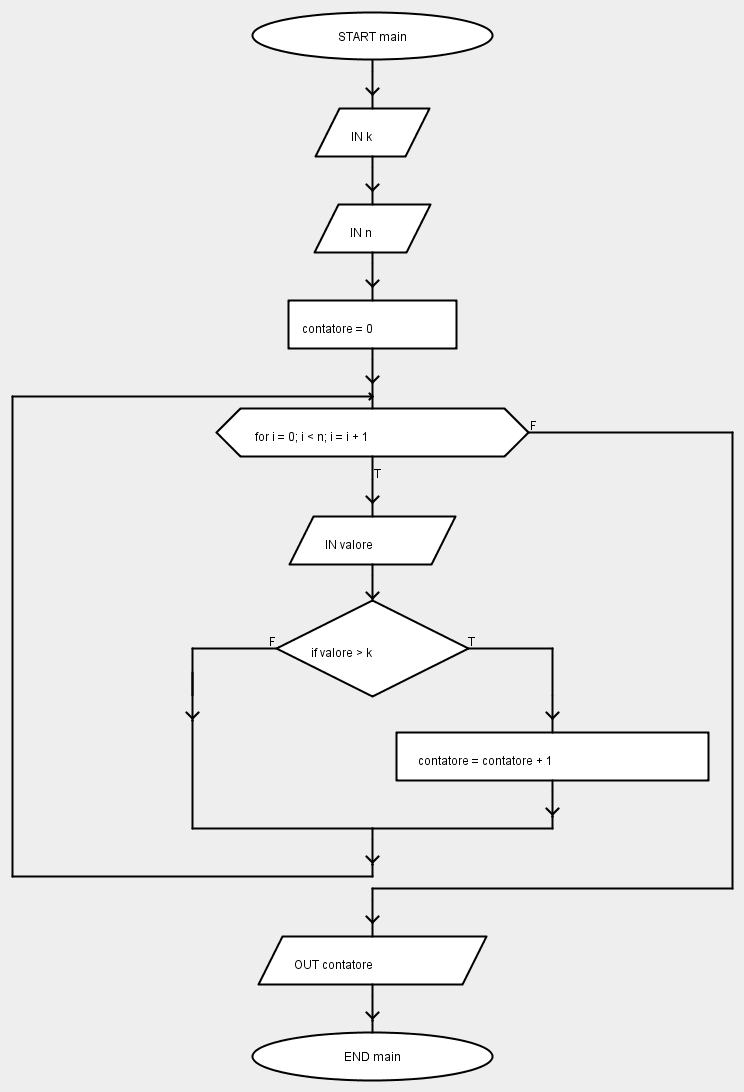 START main
IN k
IN n
contatore = 0
for i = 0; i < n; i = i + 1
F
T
IN valore
F
if valore > k
T
contatore = contatore + 1
OUT contatore
END main